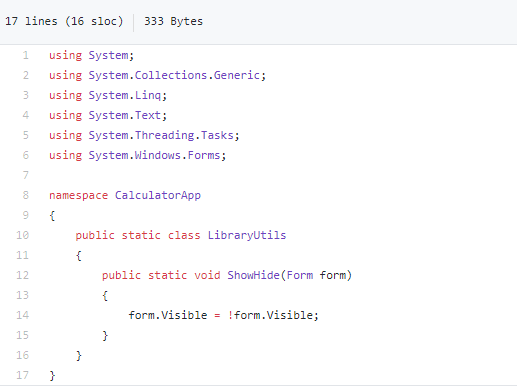 17 lines (16 sloc) 333 Bytes
1 using System;
2 using System.Collections.Generic;
3 using System.Linq;
4 using System.Text;
5 using System.Threading.Tasks;
6 using System.Windows.Forms;
7
8 namespace CalculatorApp
9 {
10     public static class LibraryUtils
11     {
12         public static void ShowHide(Form form)
13         {
14             form.Visible = !form.Visible;
15         }
16     }
17 }